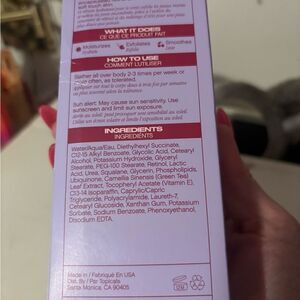 WHAT IT DOES
CE QUE CE PRODUIT FAIT
Moisturizes
Exfoliates
Smoothes
HOW TO USE
COMMENT L'UTILISER
Slather all over body 2-3 times per week or
often, as tolerated.
Sun alert: May cause sun sensitivity. Use
sunscreen and limit sun exposure.
INGREDIENTS
INGRÉDIENTS
Water/Aqua/Eau, Diethylhexyl Succinate,
C12-15 Alkyl Benzoate, Glycolic Acid, Cetearyl
Alcohol, Potassium Hydroxide, Glyceryl
Stearate, PEG-100 Stearate, Retinol, Lactic
Acid, Urea, Squalane, Glycerin, Phospholipids,
Ubiquinone, Camellia Sinensis (Green Tea)
Leaf Extract, Tocopheryl Acetate (Vitamin E),
C13-14 Isoparaffin, Caprylic/Capric
Triglyceride, Polyacrylamide, Laureth-7,
Cetearyl Glucoside, Xanthan Gum, Potassium
Sorbate, Sodium Benzoate, Phenoxyethanol,
Disodium EDTA.
Made in / Fabriqué En USA
Dist. By / Par Topicals
Santa Monica, CA 90405